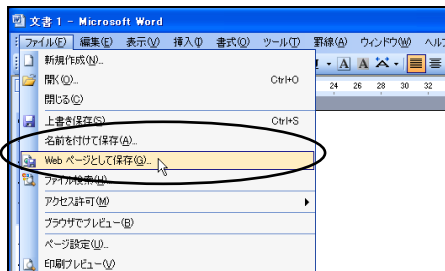 文書 1 - Microsoft Word
ファイル(F) 編集(E) 表示(V) 挿入(I) 書式(O) ツール(T) 罫線(A) ウィンドウ(W) ヘル
新規作成(N)...
開く(O)... Ctrl+O
24 26 28 30 32
閉じる(C)
上書き保存(S) Ctrl+S
名前を付けて保存(A)...
Web ページとして保存(G)...
ファイル検索(H)...
アクセス許可(M)
ブラウザでプレビュー(B)
ページ設定(U)...
印刷プレビュー(V)